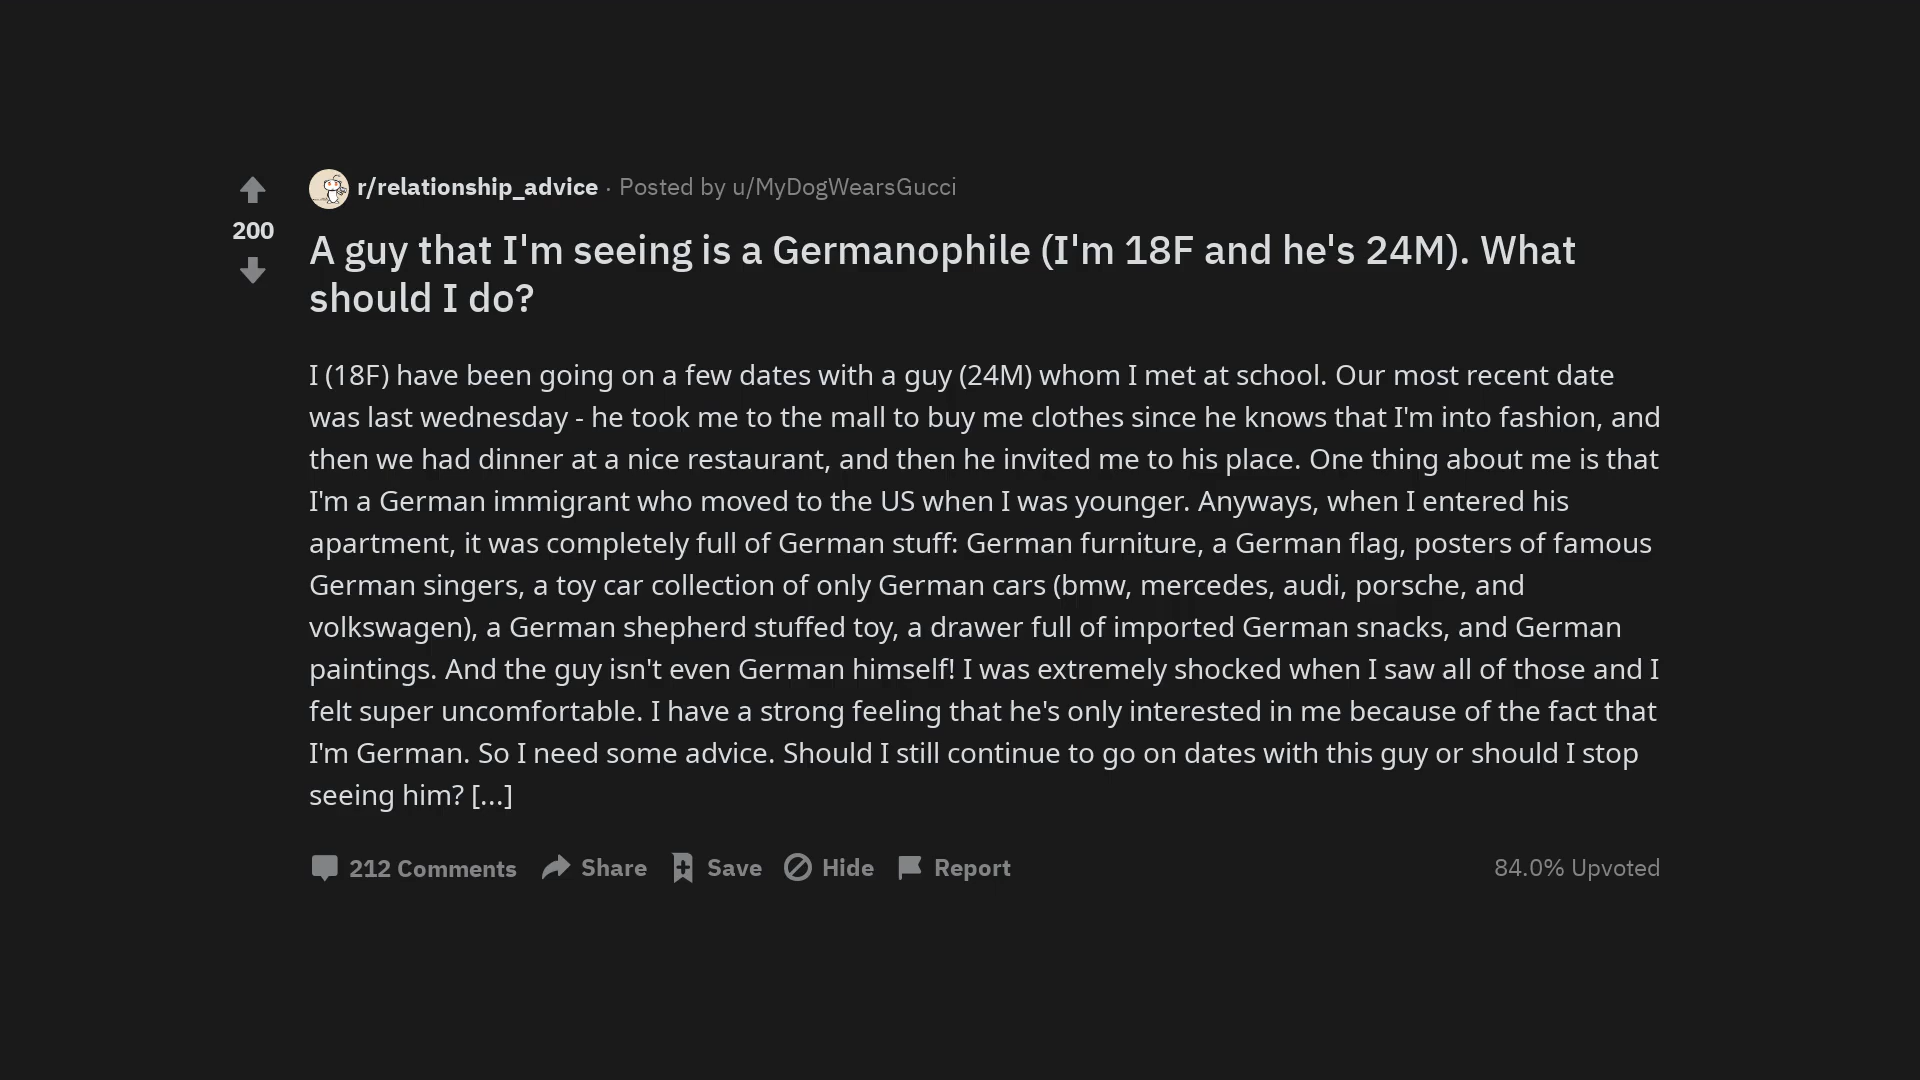 r/relationship_advice · Posted by u/MyDogWearsGucci
200
A guy that I'm seeing is a Germanophile (I'm 18F and he's 24M). What
should I do?
I (18F) have been going on a few dates with a guy (24M) whom I met at school. Our most recent date
was last wednesday - he took me to the mall to buy me clothes since he knows that I'm into fashion, and
then we had dinner at a nice restaurant, and then he invited me to his place. One thing about me is that
I'm a German immigrant who moved to the US when I was younger. Anyways, when I entered his
apartment, it was completely full of German stuff: German furniture, a German flag, posters of famous
German singers, a toy car collection of only German cars (bmw, mercedes, audi, porsche, and
volkswagen), a German shepherd stuffed toy, a drawer full of imported German snacks, and German
paintings. And the guy isn't even German himself! I was extremely shocked when I saw all of those and I
felt super uncomfortable. I have a strong feeling that he's only interested in me because of the fact that
I'm German. So I need some advice. Should I still continue to go on dates with this guy or should I stop
seeing him? [...]
212 Comments Share Save Hide Report 84.0% Upvoted